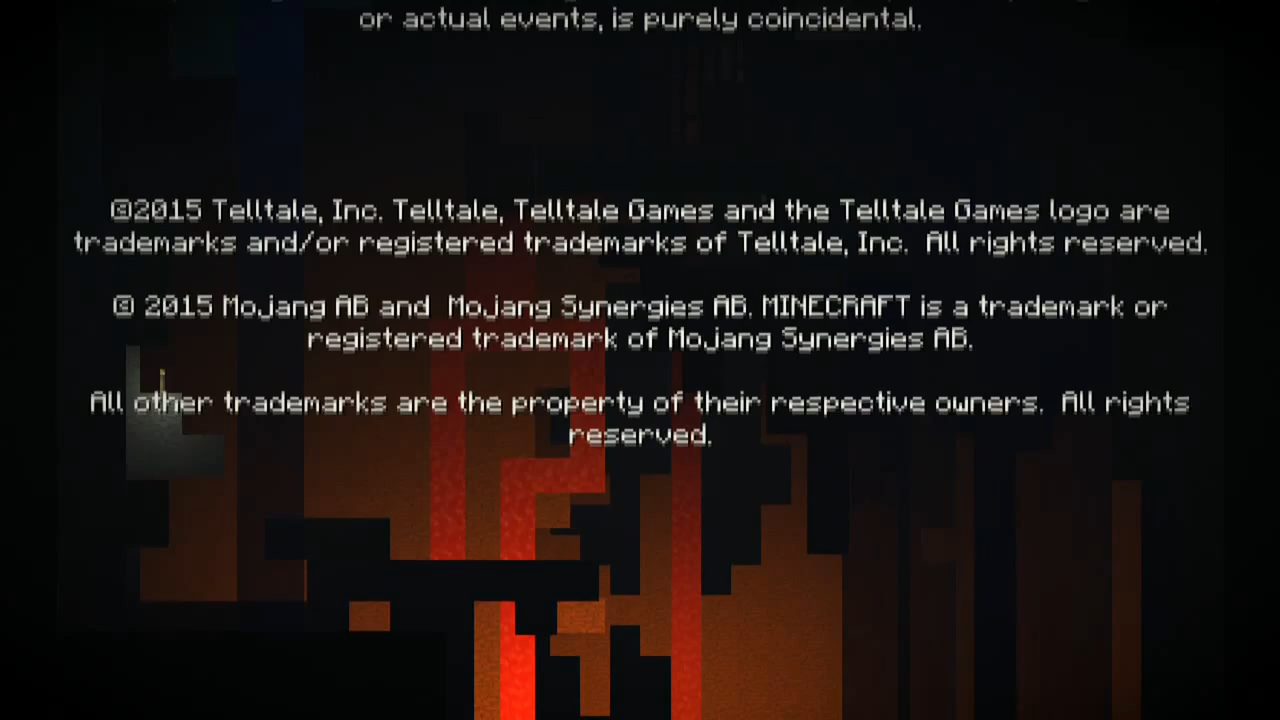 or actual events, is purely coincidental.
©2015 Telltale, Inc. Telltale, Telltale Games and the Telltale Games logo are
trademarks and/or registered trademarks of Telltale, Inc.  All rights reserved.
© 2015 Mojang AB and  Mojang Synergies AB. MINECRAFT is a trademark or
registered trademark of Mojang Synergies AB.
All other trademarks are the property of their respective owners.  All rights
reserved.